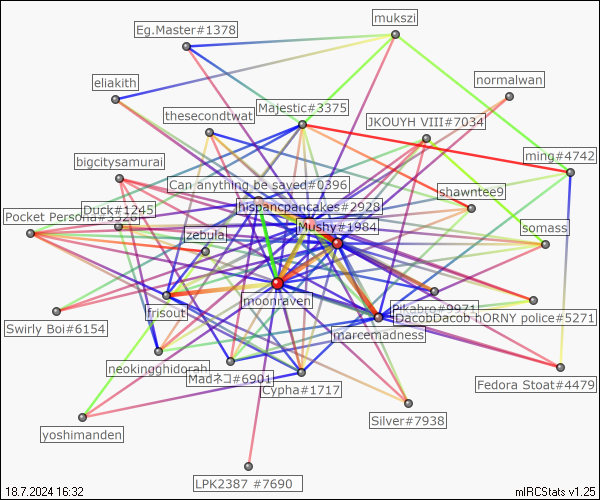 mukszi
Eg.Master#1378
normalwan
eliakith
thesecondtwat
Majestic#3375
JKOUYH VIII#7034
bigcitysamurai
ming#4742
Can anything be saved#0396
shawntee9
hispancpancakes#2928
Duck#1245
Pocket Persona#5528
Mushy#1984
somass
zebula
moonraven
frisout
Pikabro#9971
DacobDacob hORNY police#5271
Swirly Boi#6154
marcemadness
neokingghidorah
Madネコ#6901
Cypha#1717
Fedora Stoat#4479
Silver#7938
yoshimanden
LPK2387 #7690
18.7.2024 16:32
mIRCStats v1.25